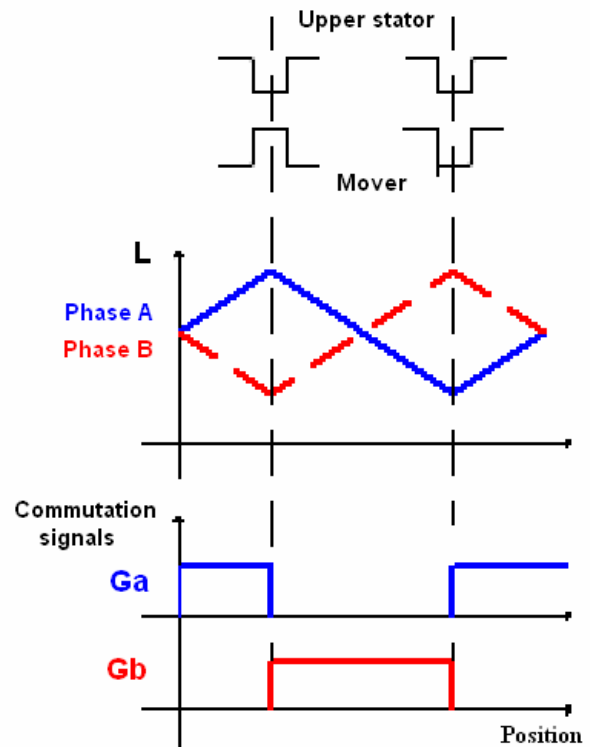 Upper stator
Mover
L
Phase A
Phase B
Commutation
signals
Ga
Gb
Position